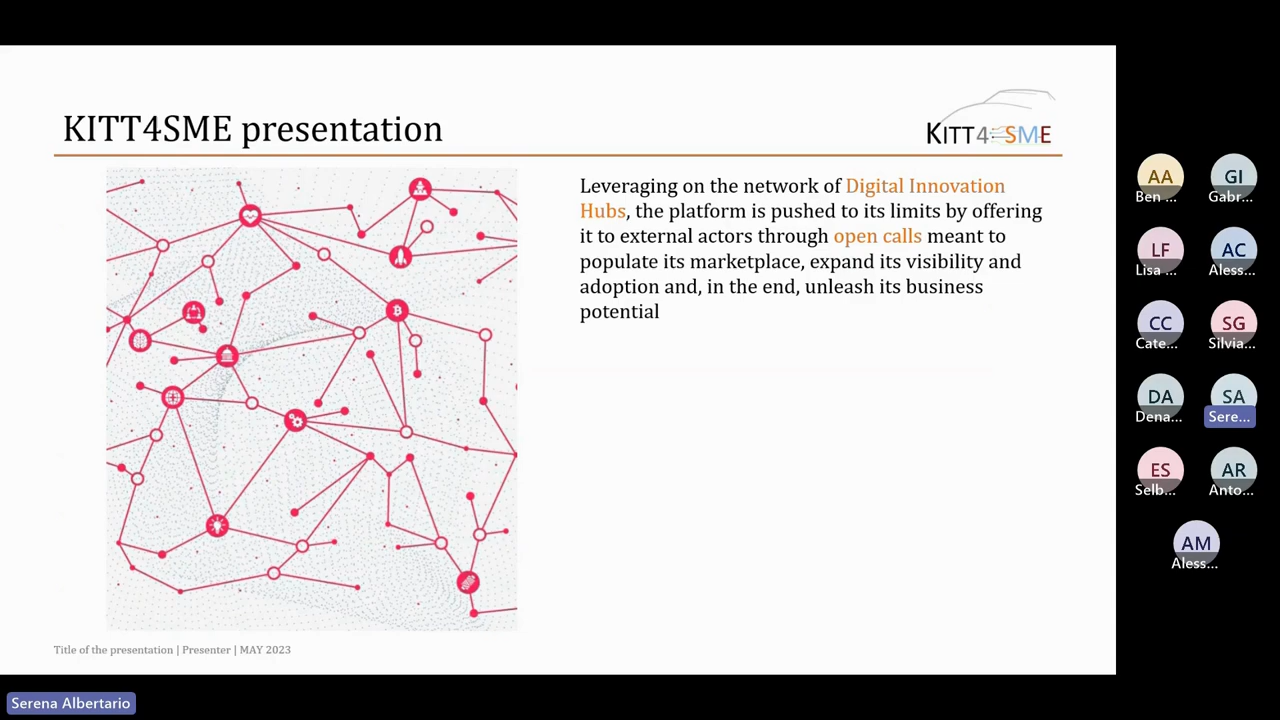 KITT4SME presentation
KITT4SME
Leveraging on the network of Digital Innovation
Hubs, the platform is pushed to its limits by offering
it to external actors through open calls meant to
populate its marketplace, expand its visibility and
adoption and, in the end, unleash its business
potential
Title of the presentation | Presenter | MAY 2023
AA GI
Ben ... Gabr...
LF AC
Lisa ... Aless...
CC SG
Cate... Silvia...
DA SA
Dena... Sere...
ES AR
Selb... Anto...
AM
Aless...
Serena Albertario